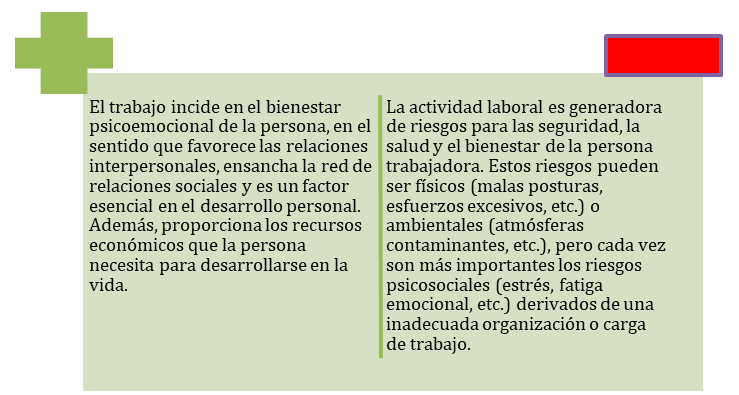 El trabajo incide en el bienestar
psicoemocional de la persona, en el
sentido que favorece las relaciones
interpersonales, ensancha la red de
relaciones sociales y es un factor
esencial en el desarrollo personal.
Además, proporciona los recursos
económicos que la persona
necesita para desarrollarse en la
vida.
La actividad laboral es generadora
de riesgos para las seguridad, la
salud y el bienestar de la persona
trabajadora. Estos riesgos pueden
ser físicos (malas posturas,
esfuerzos excesivos, etc.) o
ambientales (atmósferas
contaminantes, etc.), pero cada vez
son más importantes los riesgos
psicosociales (estrés, fatiga
emocional, etc.) derivados de una
inadecuada organización o carga
de trabajo.